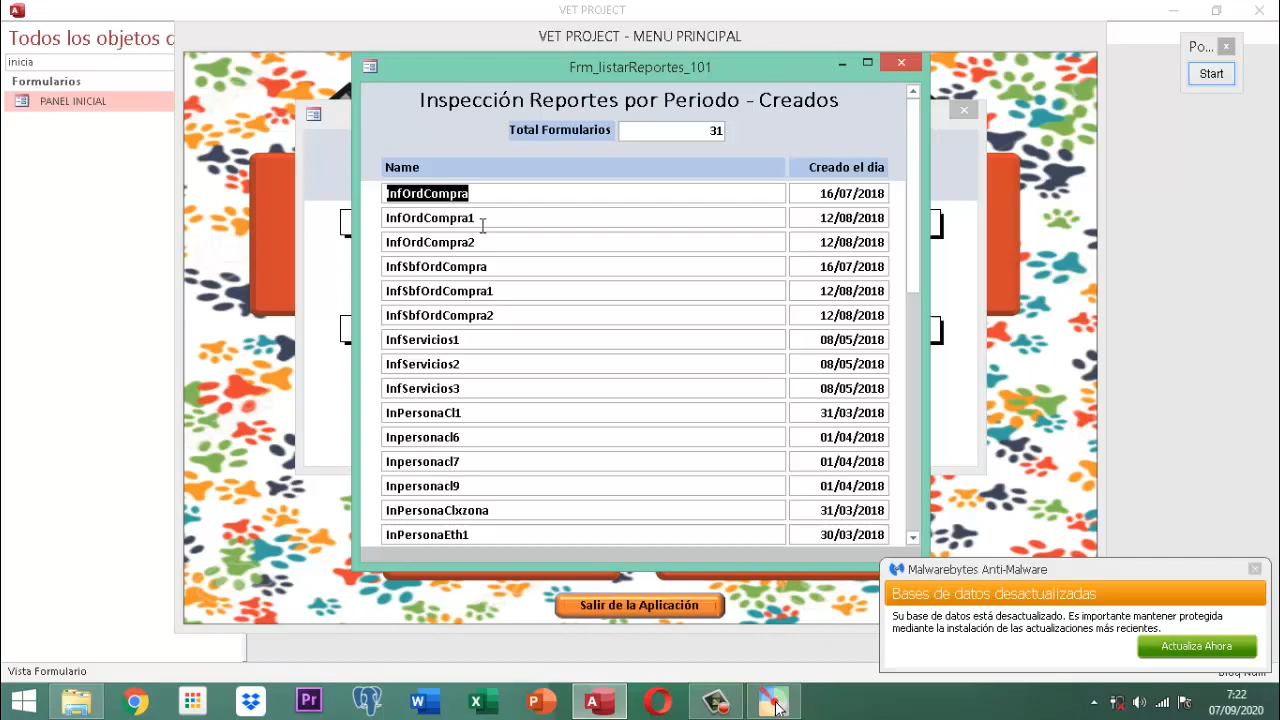 VET PROJECT
Todos los objetos d
inicia
Formularios
PANEL INICIAL
VET PROJECT - MENU PRINCIPAL
Po...
Start
Frm_listarReportes_101
Inspección Reportes por Periodo - Creados
Total Formularios 31
Name Creado el dia
InfOrdCompra 16/07/2018
InfOrdCompra1 12/08/2018
InfOrdCompra2 12/08/2018
InfSbfOrdCompra 16/07/2018
InfSbfOrdCompra1 12/08/2018
InfSbfOrdCompra2 12/08/2018
InfServicios1 08/05/2018
InfServicios2 08/05/2018
InfServicios3 08/05/2018
InPersonaCl1 31/03/2018
Inpersonacl6 01/04/2018
Inpersonacl7 01/04/2018
Inpersonacl9 01/04/2018
InPersonaClxzona 31/03/2018
InPersonaEth1 30/03/2018
Salir de la Aplicación
Malwarebytes Anti-Malware
Bases de datos desactualizadas
Su base de datos está desactualizado. Es importante mantener protegida
mediante la instalación de las actualizaciones más recientes.
Actualiza Ahora
Vista Formulario
Bloq Num
Pr
7:22
07/09/2020